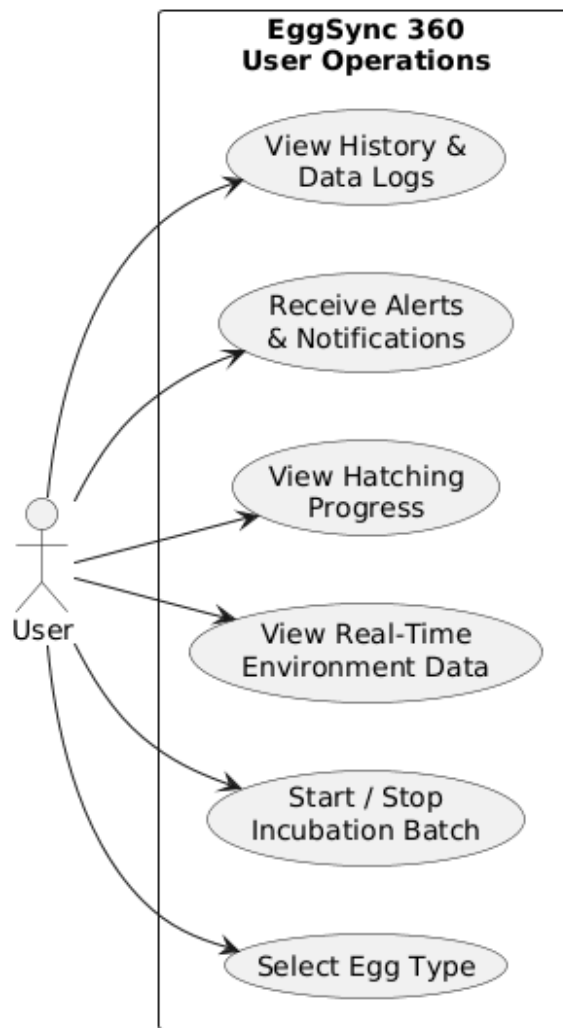 EggSync 360
User Operations
View History &
Data Logs
Receive Alerts
& Notifications
View Hatching
Progress
User
View Real-Time
Environment Data
Start / Stop
Incubation Batch
Select Egg Type